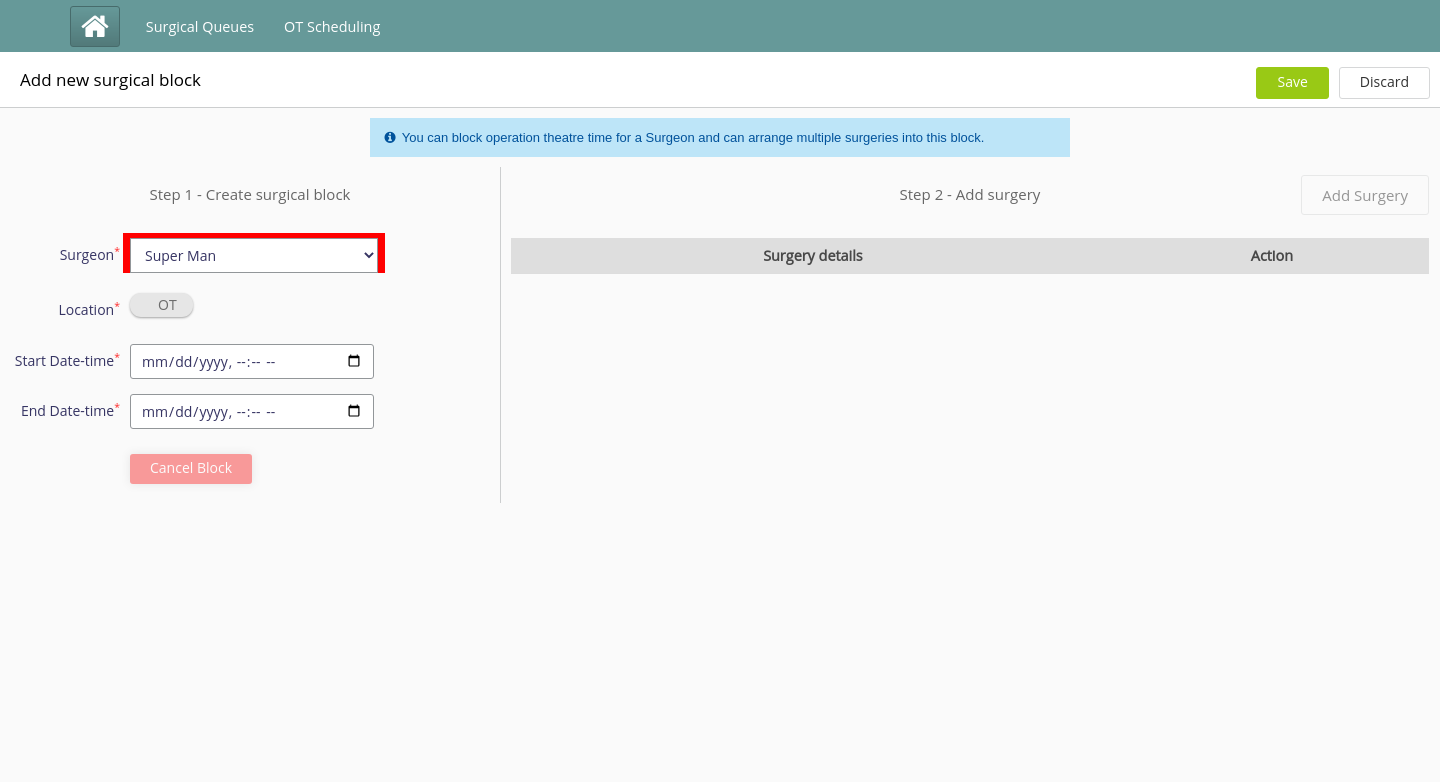 Surgical Queues OT Scheduling
Add new surgical block Save Discard
You can block operation theatre time for a Surgeon and can arrange multiple surgeries into this block.
Step 1 - Create surgical block
Surgeon* Super Man
Location* OT
Start Date-time* mm/dd/yyyy, --:-- --
End Date-time* mm/dd/yyyy, --:-- --
Cancel Block
Step 2 - Add surgery Add Surgery
Surgery details Action